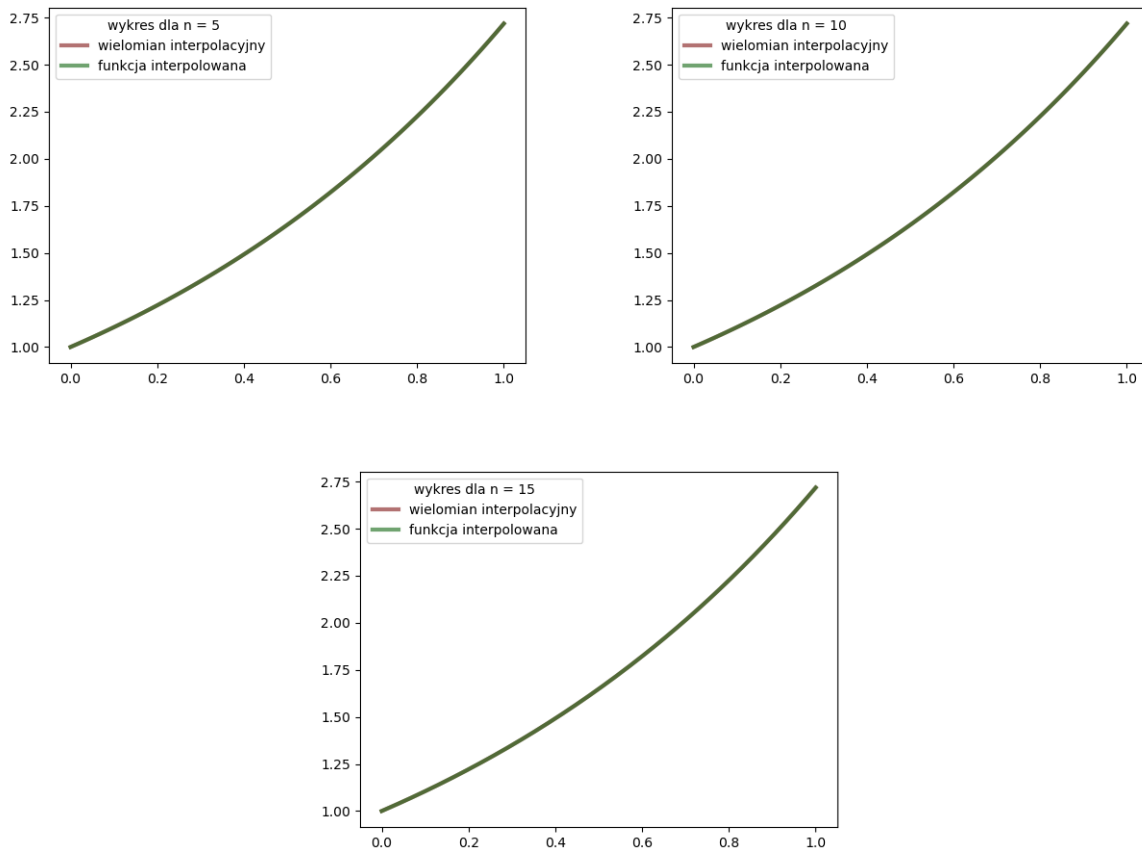 2.75
2.50
2.25
2.00
1.75
1.50
1.25
1.00
0.0 0.2 0.4 0.6 0.8 1.0
wykres dla n = 5
wielomian interpolacyjny
funkcja interpolowana
2.75
2.50
2.25
2.00
1.75
1.50
1.25
1.00
0.0 0.2 0.4 0.6 0.8 1.0
wykres dla n = 10
wielomian interpolacyjny
funkcja interpolowana
2.75
2.50
2.25
2.00
1.75
1.50
1.25
1.00
0.0 0.2 0.4 0.6 0.8 1.0
wykres dla n = 15
wielomian interpolacyjny
funkcja interpolowana